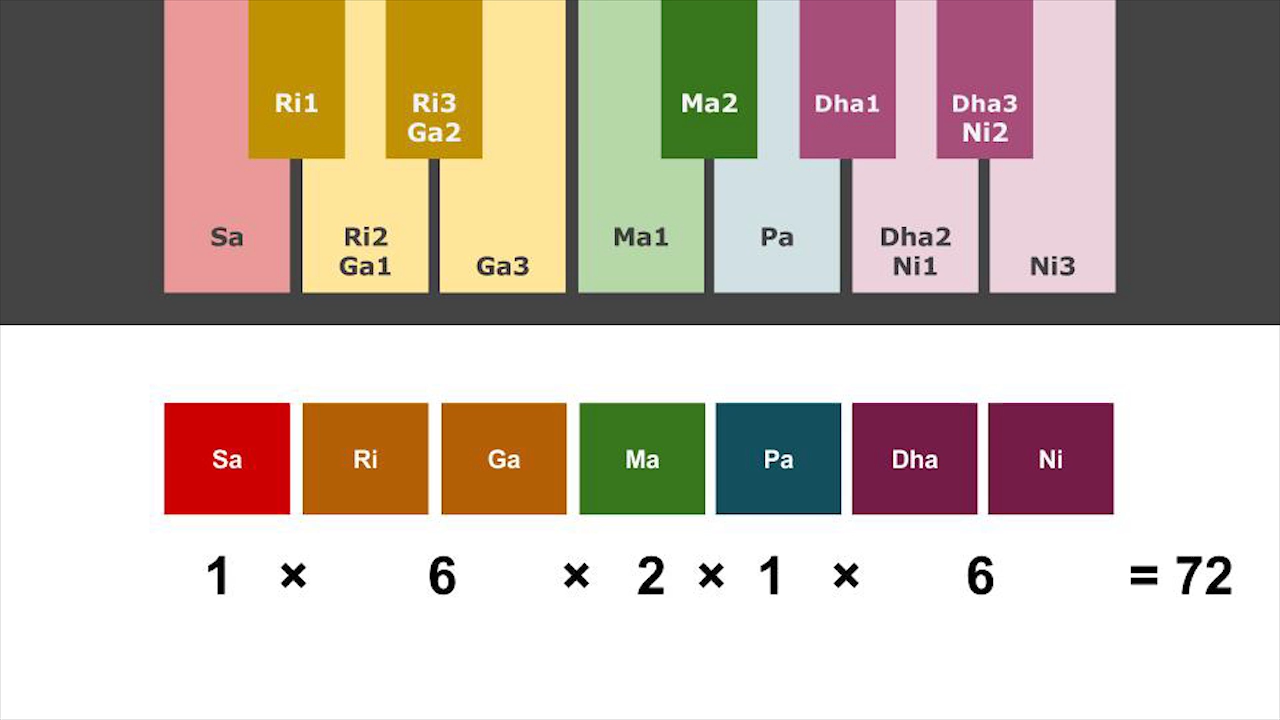 Ri1 Ri3 Ma2 Dha1 Dha3
Ga2 Ni2
Sa Ri2 Ma1 Pa Dha2
Ga1 Ga3 Ni1 Ni3
Sa Ri Ga Ma Pa Dha Ni
1 × 6 × 2 × 1 × 6 = 72